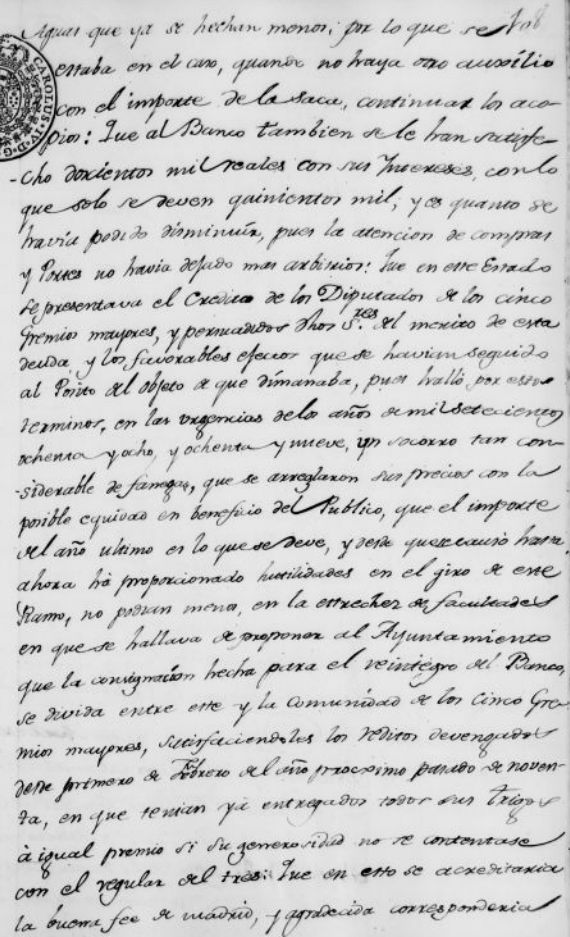 Aguas que ya se hechan menos; por lo que se
estaba en el caso, quando no haya otro auxilio
con el importe de la saca, continuar los aco-
pios: Que al Banco tambien se le han satisfe-
-cho doscientos mil reales con sus Intereses, con lo
que solo se deven quinientos mil, y es quanto se
havia podido disminuir, pues la atencion de compras
y Portes no havia dejado mas arbitrios: Que en este Estado
se presentava el Credito de los Diputados de los cinco
Gremios mayores, y persuadidos dhos S.res del merito de esta
deuda, y los favorables efectos que se havian seguido
al Posito del objeto de que dimanaba, pues halló por estos
terminos, en las urgencias de los años de mil setecientos
ochenta y ocho, y ochenta y nueve, un socorro tan con-
-siderable de fanegas, que se arreglaron sus precios con la
posible equidad en beneficio del Publico, que el importe
del año ultimo es lo que se deve, y desde que se causó hasta
ahora há proporcionado hutilidades en el giro de este
Ramo, no podian menos, en la estrechez de facultades
en que se hallava de proponer al Ayuntamiento
que la consignacion hecha para el reintegro del Banco,
se divida entre este y la Comunidad de los Cinco Gre-
mios mayores, satisfaciendoles los reditos devengados
desde primero de Febrero del año procsimo pasado de noven-
ta, en que tenian yá entregados todos sus trigos
à igual premio si su generosidad no se contentase
con el regular del tres: Que en esto se acreditaria
la buena fee de madrid, y agradecida correspondencia
CAROLUS IV D. G.